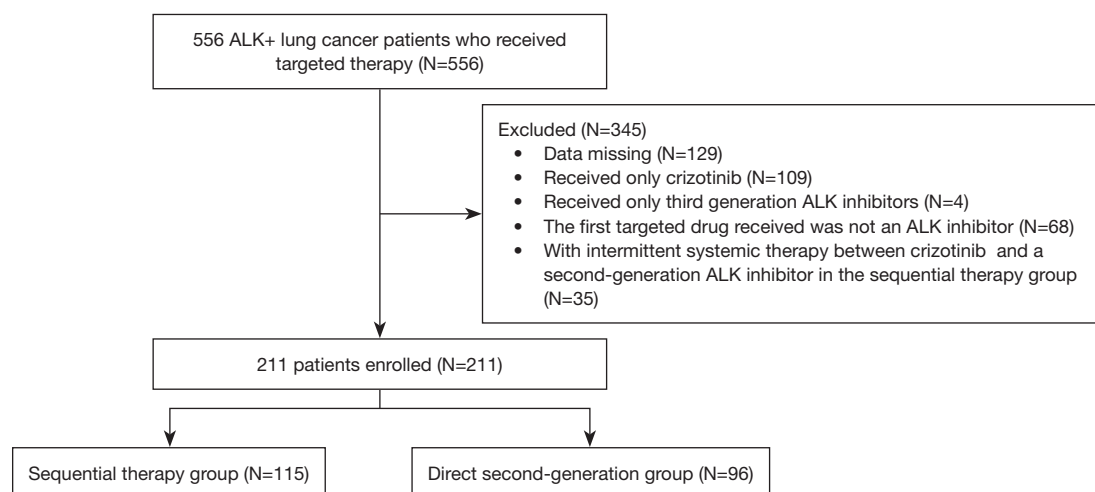 556 ALK+ lung cancer patients who received
targeted therapy (N=556)
Excluded (N=345)
• Data missing (N=129)
• Received only crizotinib (N=109)
• Received only third generation ALK inhibitors (N=4)
• The first targeted drug received was not an ALK inhibitor (N=68)
• With intermittent systemic therapy between crizotinib and a
second-generation ALK inhibitor in the sequential therapy group
(N=35)
211 patients enrolled (N=211)
Sequential therapy group (N=115)
Direct second-generation group (N=96)